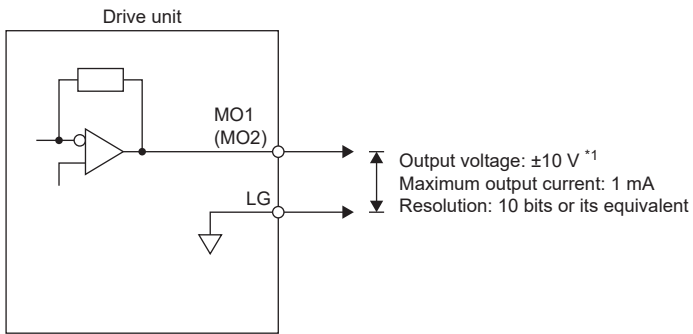 Drive unit
MO1
(MO2)
LG
Output voltage: ±10 V *1
Maximum output current: 1 mA
Resolution: 10 bits or its equivalent